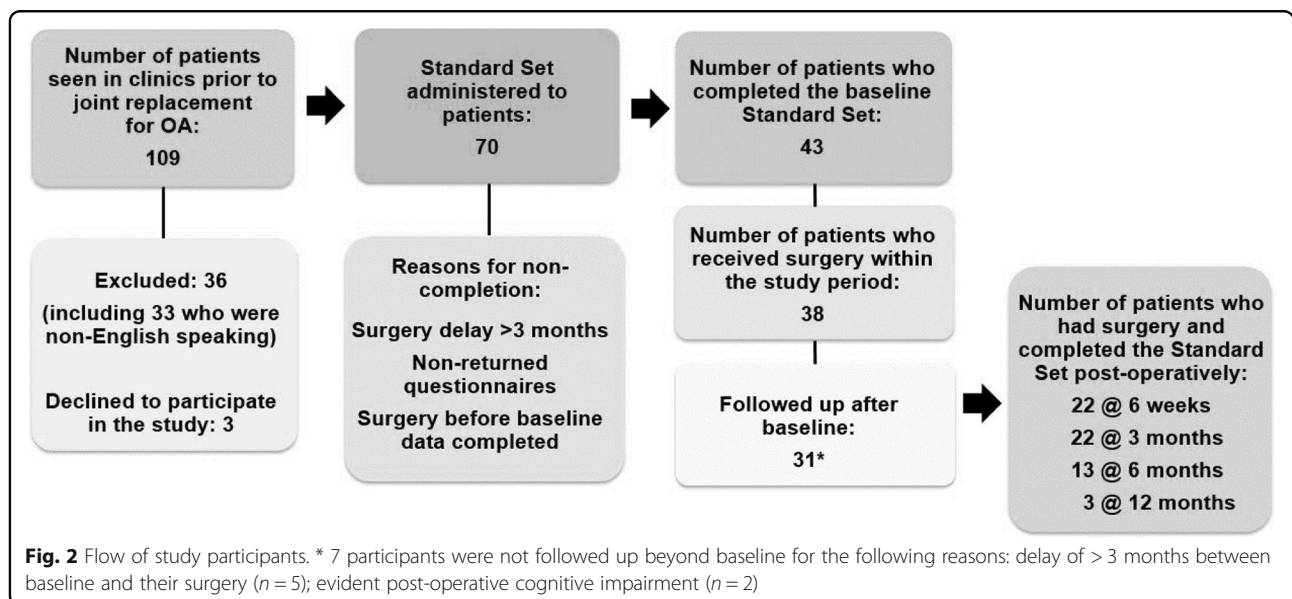 Number of patients
seen in clinics prior to
joint replacement
for OA:
109
Excluded: 36
(including 33 who were
non-English speaking)
Declined to participate
in the study: 3
Standard Set
administered to
patients:
70
Reasons for non-
completion:
Surgery delay >3 months
Non-returned
questionnaires
Surgery before baseline
data completed
Number of patients who
completed the baseline
Standard Set:
43
Number of patients who
received surgery within
the study period:
38
Followed up after
baseline:
31*
Number of patients who
had surgery and
completed the Standard
Set post-operatively:
22 @ 6 weeks
22 @ 3 months
13 @ 6 months
3 @ 12 months
Fig. 2 Flow of study participants. * 7 participants were not followed up beyond baseline for the following reasons: delay of > 3 months between
baseline and their surgery (n = 5); evident post-operative cognitive impairment (n = 2)